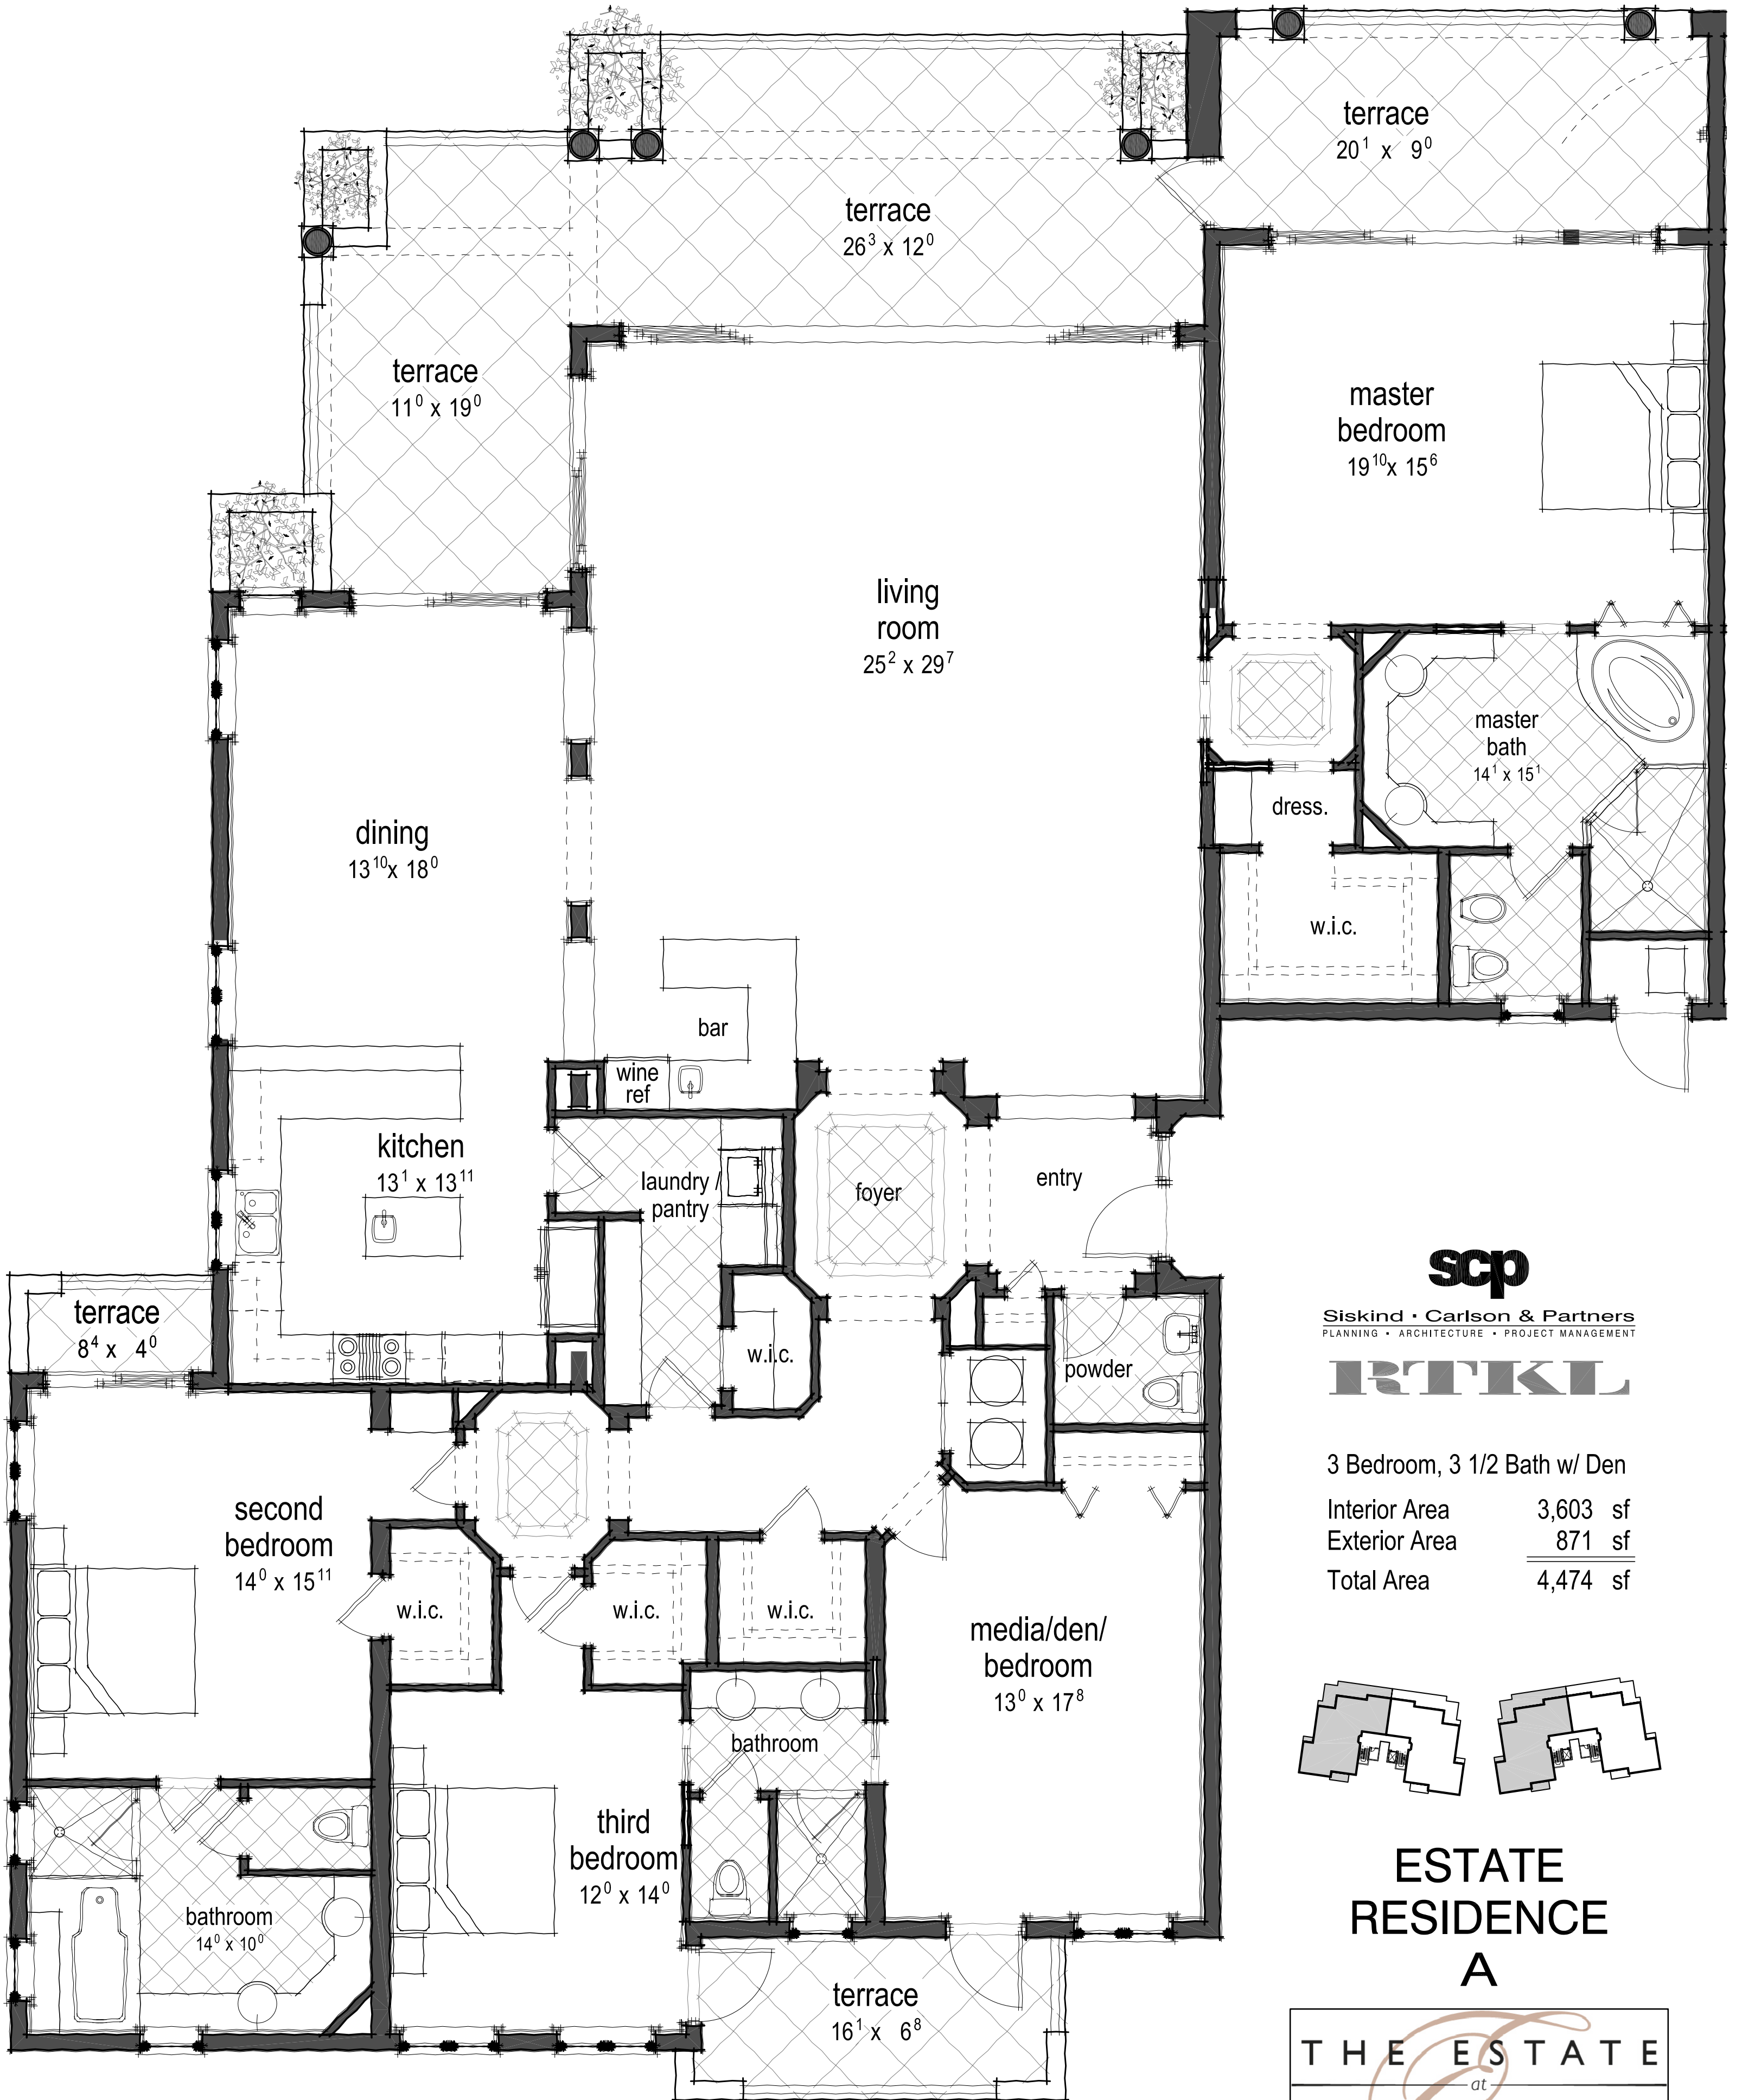 terrace
20¹ x 9⁰
terrace
26³ x 12⁰
terrace
11⁰ x 19⁰
master
bedroom
19¹⁰ x 15⁶
living
room
25² x 29⁷
master
bath
14¹ x 15¹
dress.
w.i.c.
dining
13¹⁰ x 18⁰
bar
wine
ref
kitchen
13¹ x 13¹¹
laundry /
pantry
foyer
entry
terrace
8⁴ x 4⁰
w.i.c.
powder
second
bedroom
14⁰ x 15¹¹
w.i.c.
w.i.c.
w.i.c.
media/den/
bedroom
13⁰ x 17⁸
bathroom
third
bedroom
12⁰ x 14⁰
bathroom
14⁰ x 10⁰
terrace
16¹ x 6⁸
scp
Siskind • Carlson & Partners
PLANNING • ARCHITECTURE • PROJECT MANAGEMENT
RTKL
3 Bedroom, 3 1/2 Bath w/ Den
Interior Area 3,603 sf
Exterior Area 871 sf
Total Area 4,474 sf
ESTATE
RESIDENCE
A
THE ESTATE
at